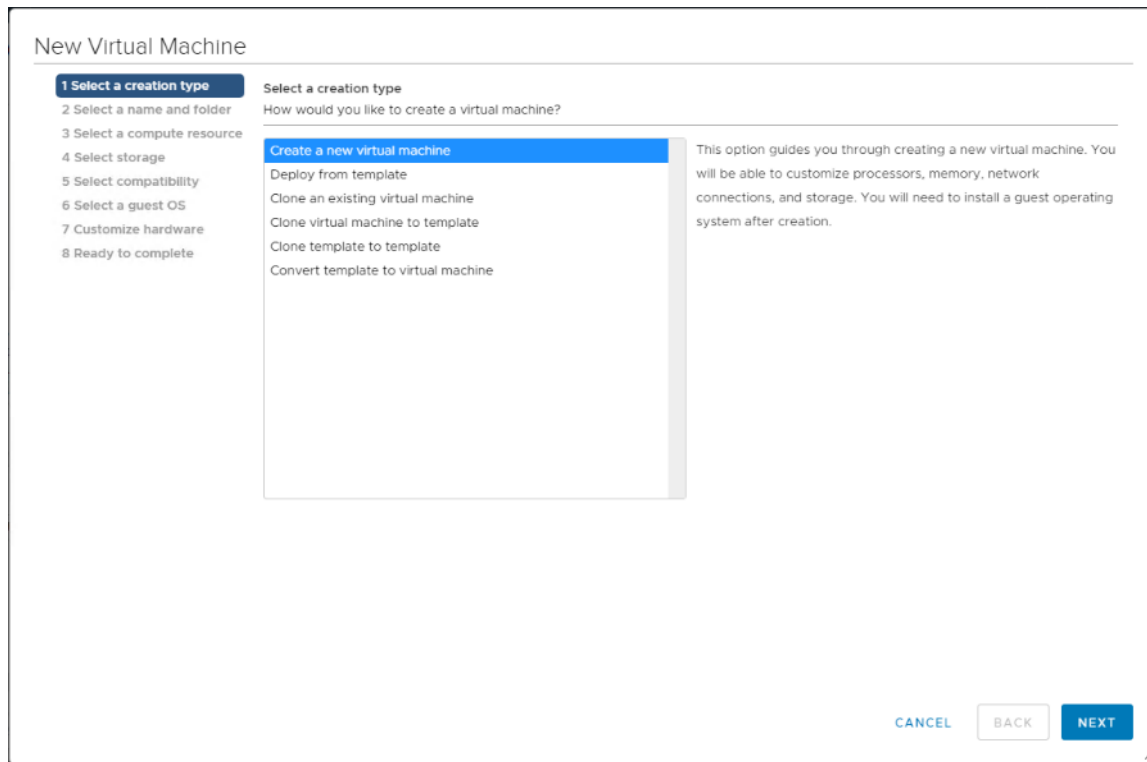 New Virtual Machine
1 Select a creation type
2 Select a name and folder
3 Select a compute resource
4 Select storage
5 Select compatibility
6 Select a guest OS
7 Customize hardware
8 Ready to complete
Select a creation type
How would you like to create a virtual machine?
Create a new virtual machine
Deploy from template
Clone an existing virtual machine
Clone virtual machine to template
Clone template to template
Convert template to virtual machine
This option guides you through creating a new virtual machine. You
will be able to customize processors, memory, network
connections, and storage. You will need to install a guest operating
system after creation.
CANCEL
BACK
NEXT